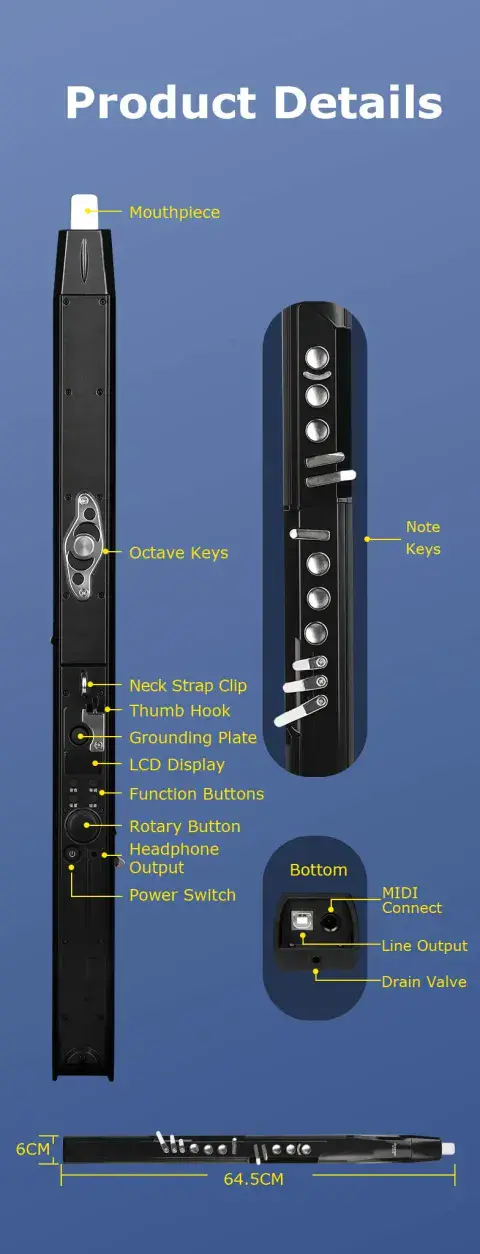 Product Details
Mouthpiece
Octave Keys
Neck Strap Clip
Thumb Hook
Grounding Plate
LCD Display
Function Buttons
Rotary Button
Headphone
Output
Power Switch
Note
Keys
Bottom
MIDI
Connect
Line Output
Drain Valve
6CM
64.5CM